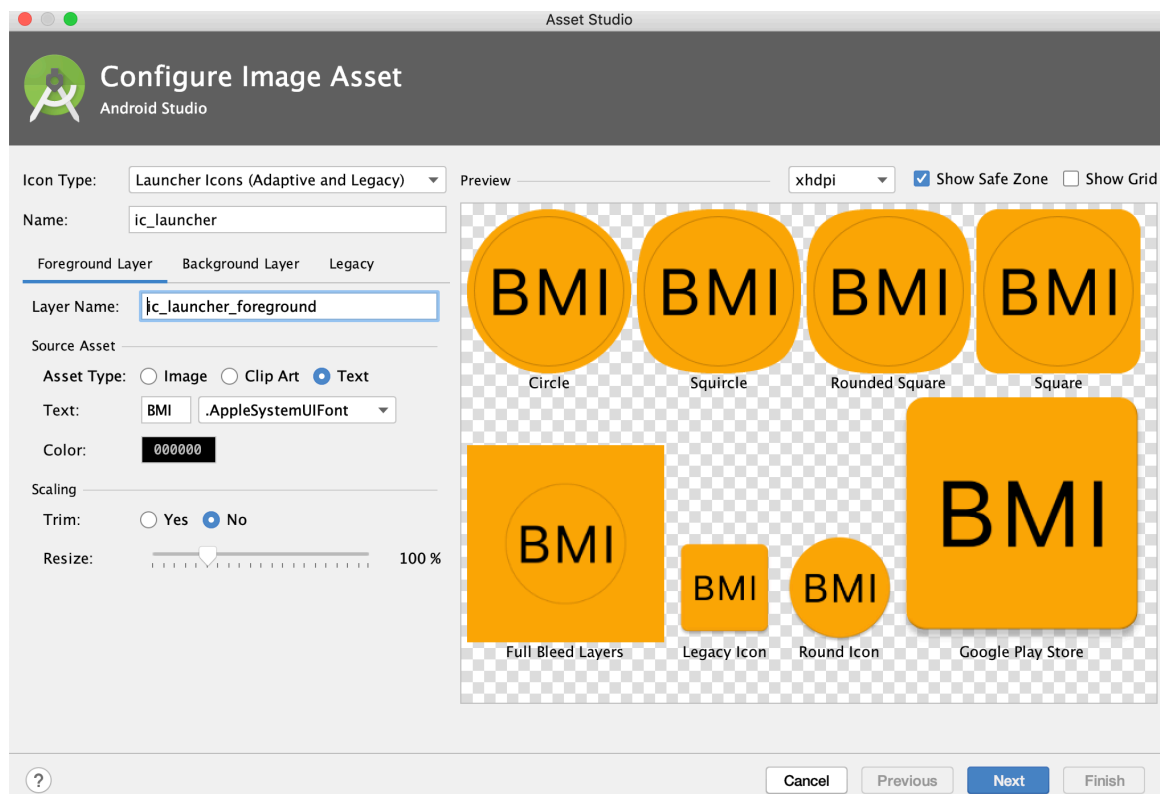 Asset Studio
Configure Image Asset
Android Studio
Icon Type: Launcher Icons (Adaptive and Legacy)
Name: ic_launcher
Foreground Layer Background Layer Legacy
Layer Name: ic_launcher_foreground
Source Asset
Asset Type: Image Clip Art Text
Text: BMI .AppleSystemUIFont
Color: 000000
Scaling
Trim: Yes No
Resize: 100 %
Preview xhdpi Show Safe Zone Show Grid
BMI BMI BMI BMI
Circle Squircle Rounded Square Square
BMI BMI BMI BMI
Full Bleed Layers Legacy Icon Round Icon Google Play Store
? Cancel Previous Next Finish